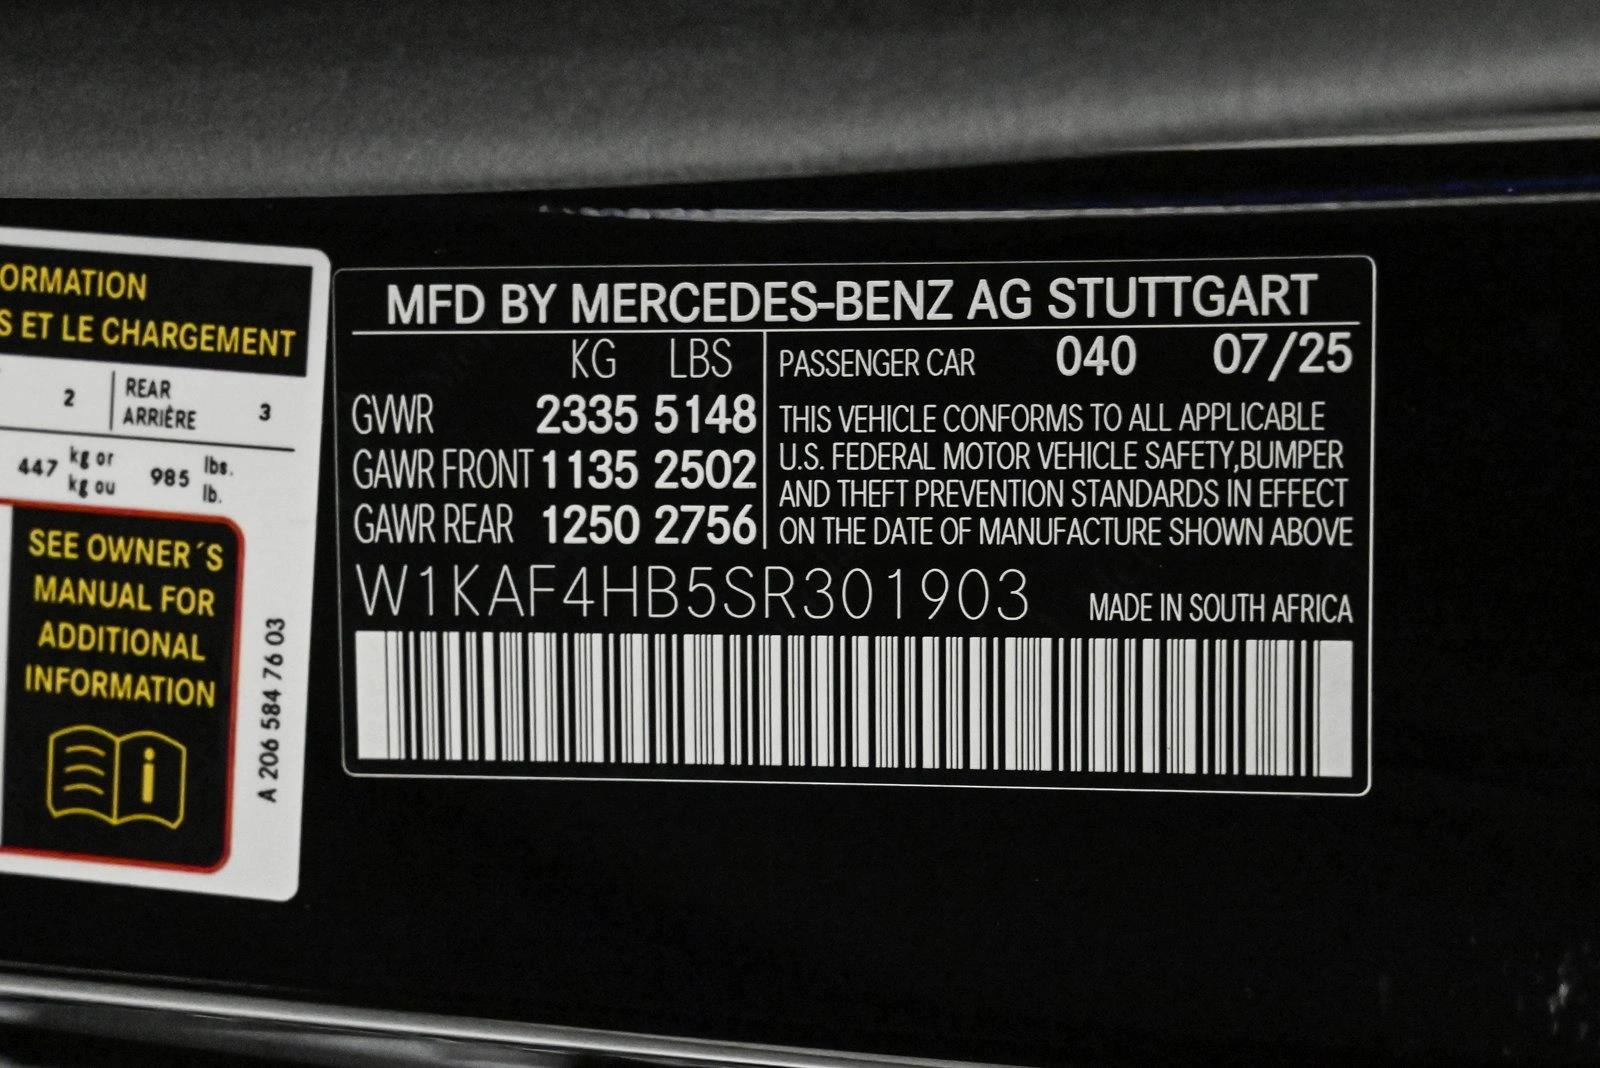 ORMATION
S ET LE CHARGEMENT
2 REAR ARRIÈRE 3
447 kg or kg ou 985 lbs. lb.
SEE OWNER´S
MANUAL FOR
ADDITIONAL
INFORMATION
A 206 584 76 03
MFD BY MERCEDES-BENZ AG STUTTGART
KG LBS
GVWR 2335 5148
GAWR FRONT 1135 2502
GAWR REAR 1250 2756
PASSENGER CAR 040 07/25
THIS VEHICLE CONFORMS TO ALL APPLICABLE
U.S. FEDERAL MOTOR VEHICLE SAFETY,BUMPER
AND THEFT PREVENTION STANDARDS IN EFFECT
ON THE DATE OF MANUFACTURE SHOWN ABOVE
W1KAF4HB5SR301903 MADE IN SOUTH AFRICA